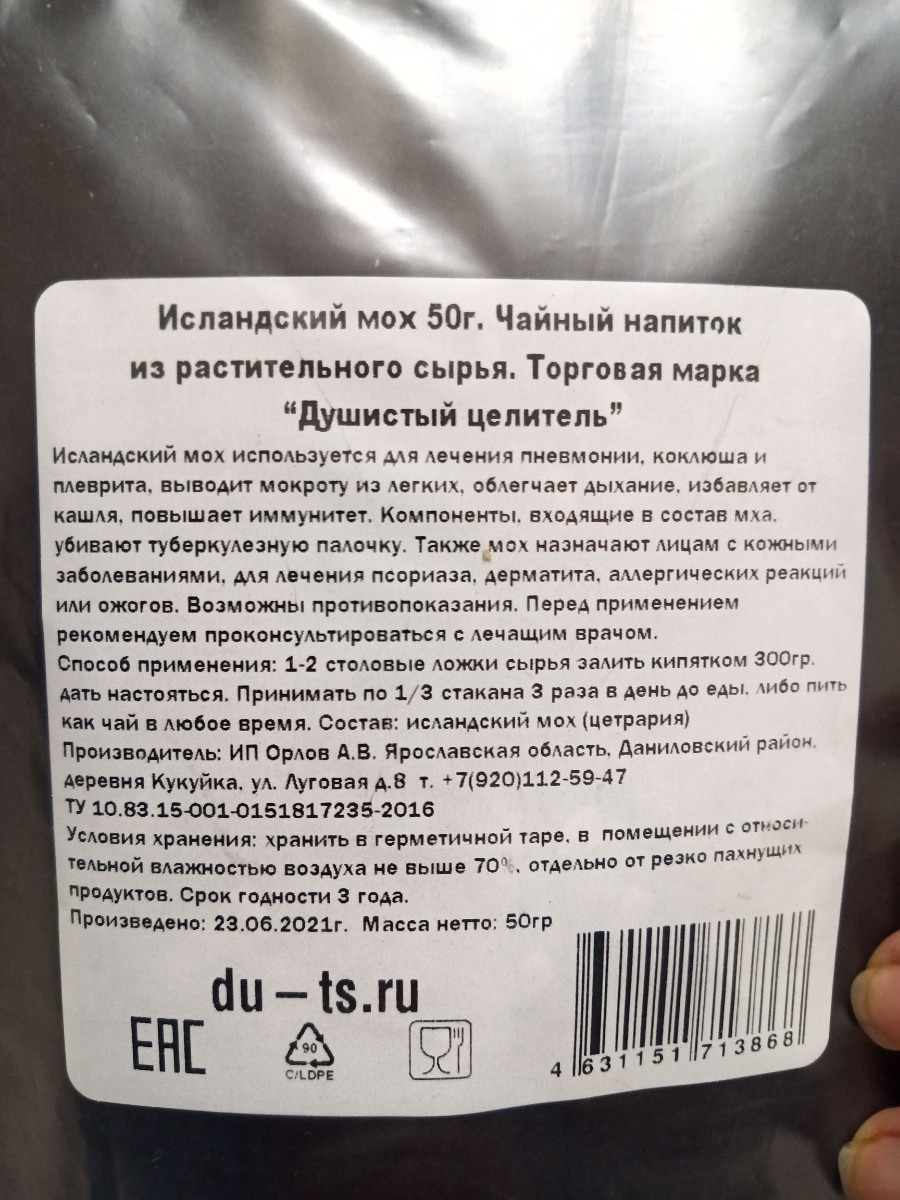 Исландский мох 50г. Чайный напиток
из растительного сырья. Торговая марка
“Душистый целитель”
Исландский мох используется для лечения пневмонии, коклюша и
плеврита, выводит мокроту из легких, облегчает дыхание, избавляет от
кашля, повышает иммунитет. Компоненты, входящие в состав мха,
убивают туберкулезную палочку. Также мох назначают лицам с кожными
заболеваниями, для лечения псориаза, дерматита, аллергических реакций
или ожогов. Возможны противопоказания. Перед применением
рекомендуем проконсультироваться с лечащим врачом.
Способ применения: 1-2 столовые ложки сырья залить кипятком 300гр.
дать настояться. Принимать по 1/3 стакана 3 раза в день до еды, либо пить
как чай в любое время. Состав: исландский мох (цетрария)
Производитель: ИП Орлов А.В. Ярославская область, Даниловский район,
деревня Кукуйка, ул. Луговая д.8 т. +7(920)112-59-47
ТУ 10.83.15-001-0151817235-2016
Условия хранения: хранить в герметичной таре, в помещении с относи-
тельной влажностью воздуха не выше 70%, отдельно от резко пахнущих
продуктов. Срок годности 3 года.
Произведено: 23.06.2021г. Масса нетто: 50гр
du – ts.ru
EAC
90
C/LDPE
4 631151 713868